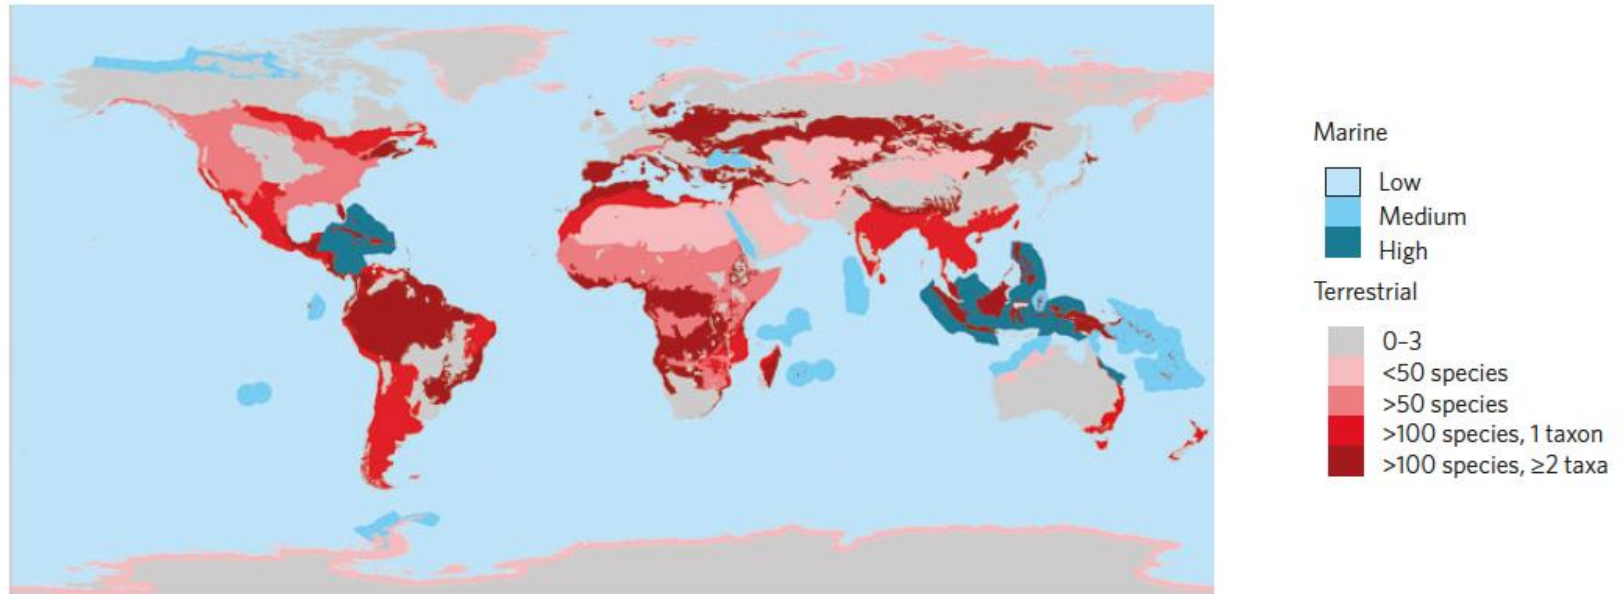 Marine
Low
Medium
High
Terrestrial
0–3
<50 species
>50 species
>100 species, 1 taxon
>100 species, ≥2 taxa